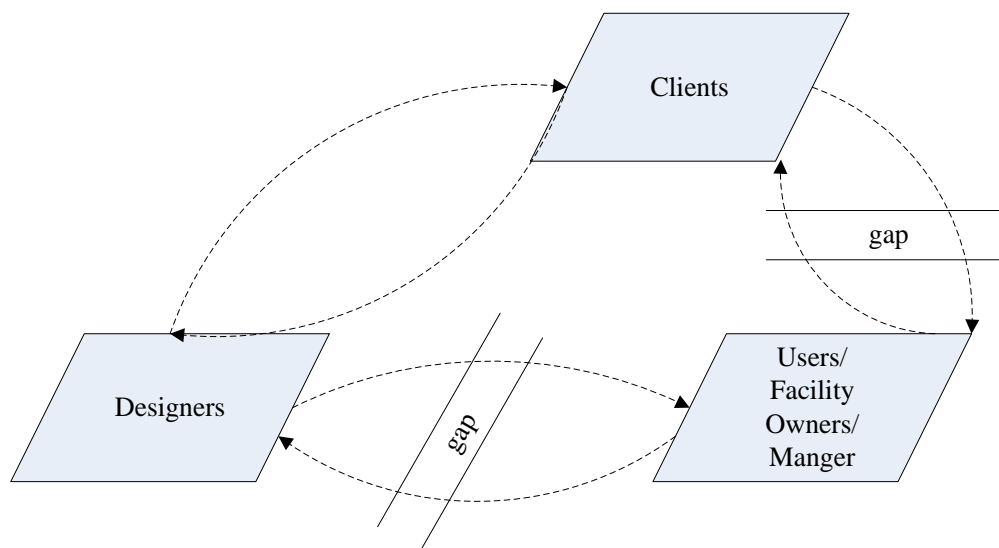 Clients
gap
Designers
gap
Users/
Facility
Owners/
Manger